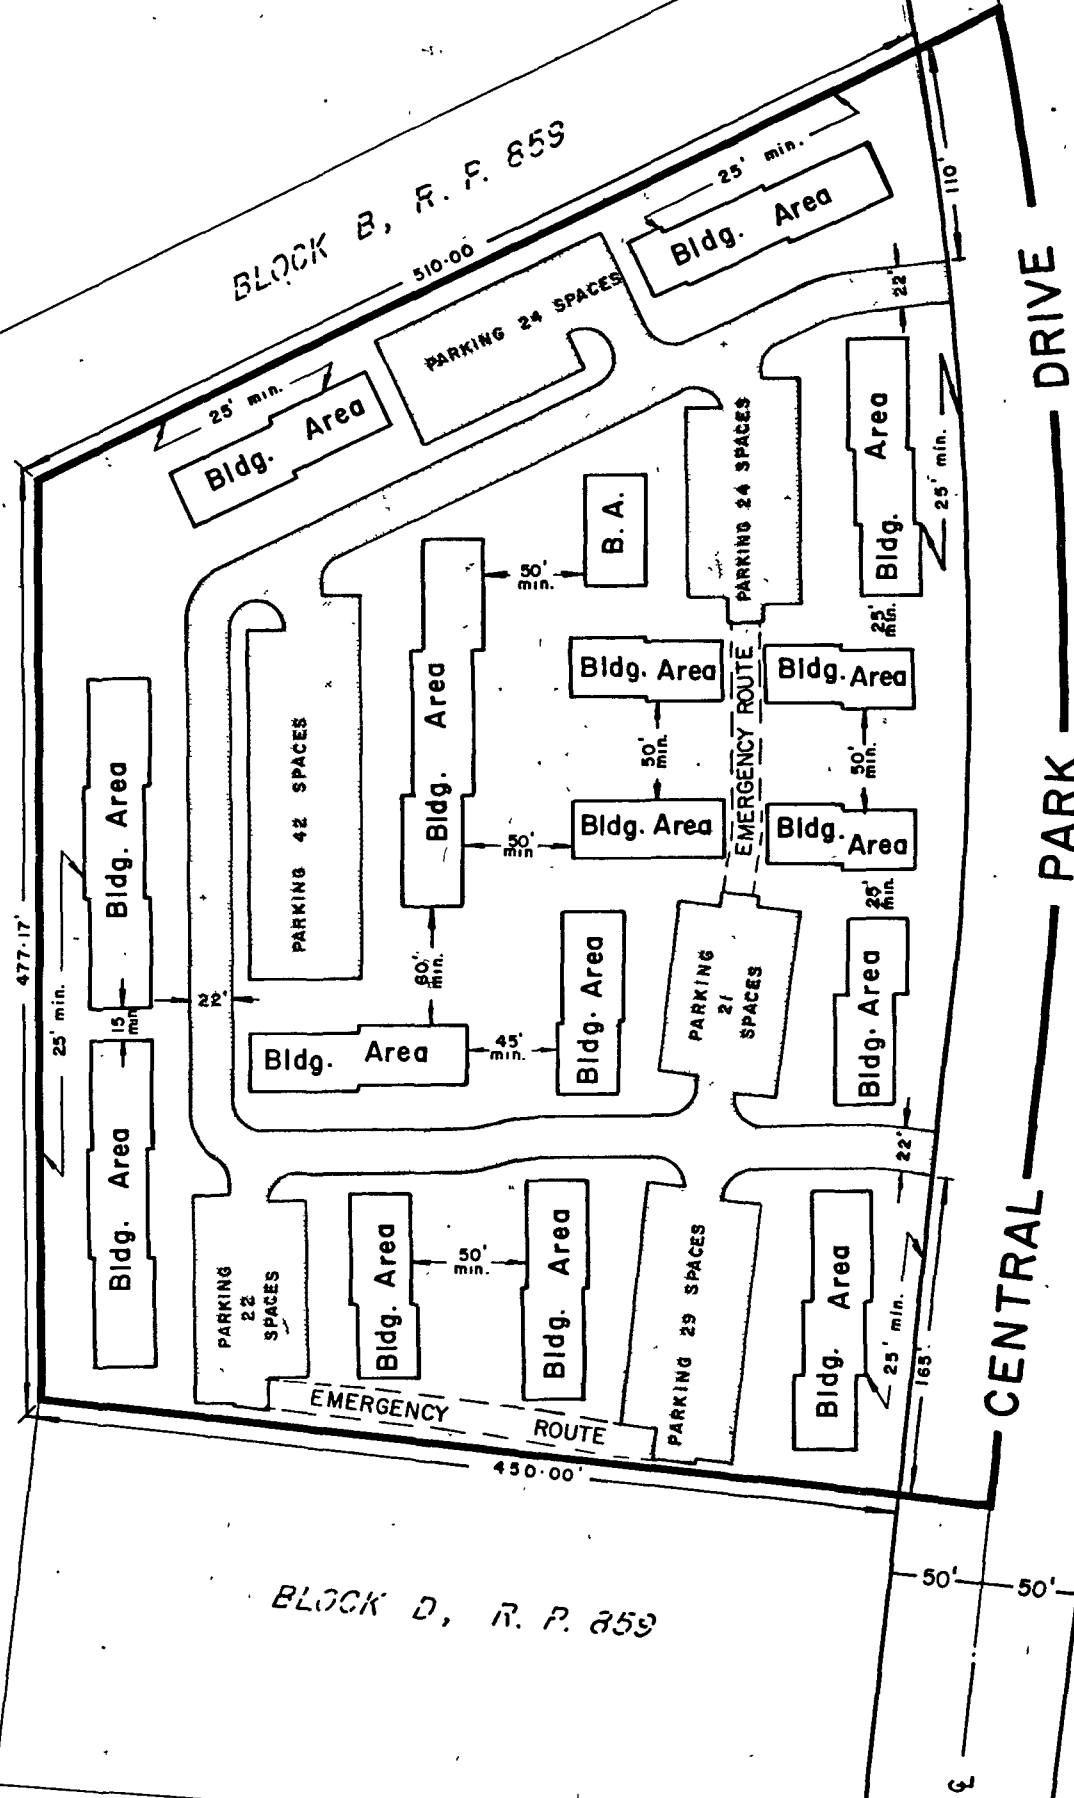 BLOCK B, R. P. 859
510.00
25' min.
Bldg. Area
110'
PARKING 24 SPACES
22'
25' min.
Bldg. Area
PARKING 24 SPACES
Bldg. Area
25' min.
B. A.
50'
min.
25'
min.
Bldg. Area
Bldg. Area
EMERGENCY ROUTE
Bldg. Area
PARKING 42 SPACES
Bldg. Area
50'
min.
50'
min.
Bldg. Area
Bldg. Area
50'
min
25'
min.
477.17'
25' min.
15'
min
22'
60'
min.
Bldg. Area
PARKING
21
SPACES
Bldg. Area
Bldg. Area
45'
min.
Bldg. Area
22'
PARKING
22
SPACES
Bldg. Area
50'
min.
Bldg. Area
PARKING 29 SPACES
Bldg. Area
25' min.
165'
EMERGENCY ROUTE
450.00'
CENTRAL PARK DRIVE
BLOCK D, R. P. 859
50'
50'
℄